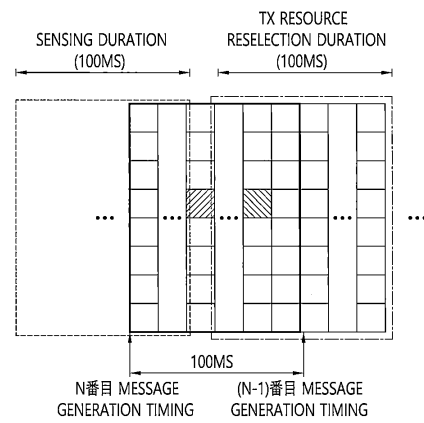 SENSING DURATION
(100MS)
TX RESOURCE
RESELECTION DURATION
(100MS)
•••
•••
•••
•••
•••
100MS
N番目 MESSAGE
GENERATION TIMING
(N-1)番目 MESSAGE
GENERATION TIMING